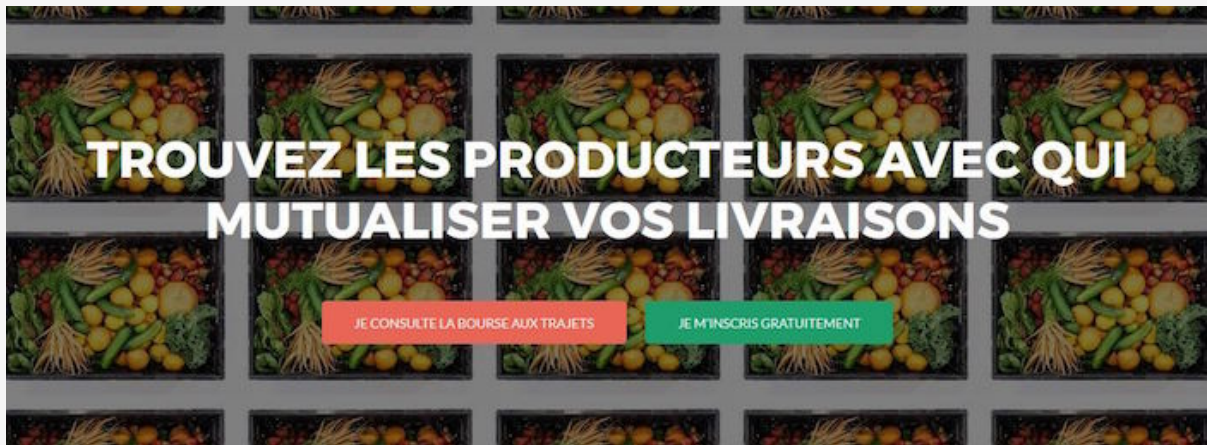 TROUVEZ LES PRODUCTEURS AVEC QUI
MUTUALISER VOS LIVRAISONS
JE CONSULTE LA BOURSE AUX TRAJETS
JE M'INSCRIS GRATUITEMENT